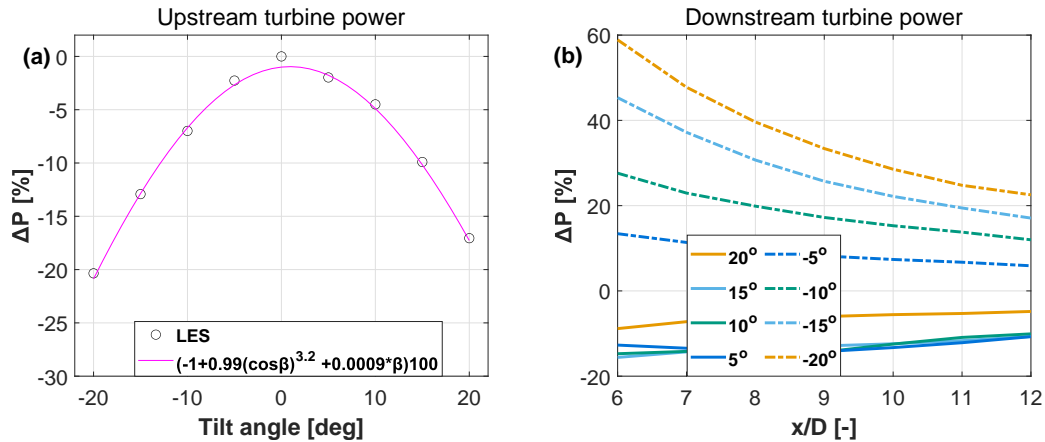 Upstream turbine power
(a)
ΔP [%]
0
-5
-10
-15
-20
-25
-30
-20 -10 0 10 20
Tilt angle [deg]
LES
(-1+0.99(cosβ)^3.2 +0.0009*β)100
Downstream turbine power
(b)
ΔP [%]
60
40
20
0
-20
6 7 8 9 10 11 12
x/D [-]
20° -5°
15° -10°
10° -15°
5° -20°